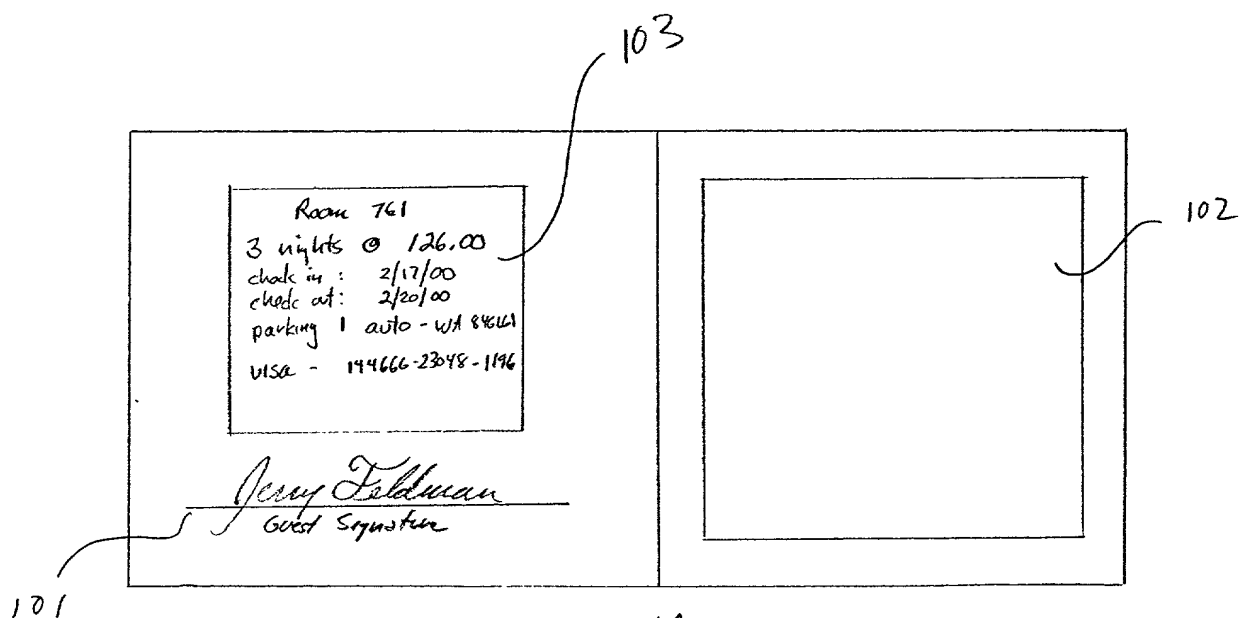 103
102
Room 761
3 nights @ 126.00
check in : 2/17/00
check out: 2/20/00
parking 1 auto - WA
visa - 144666-23048-1196
Jerry Feldman
Guest Signature
101